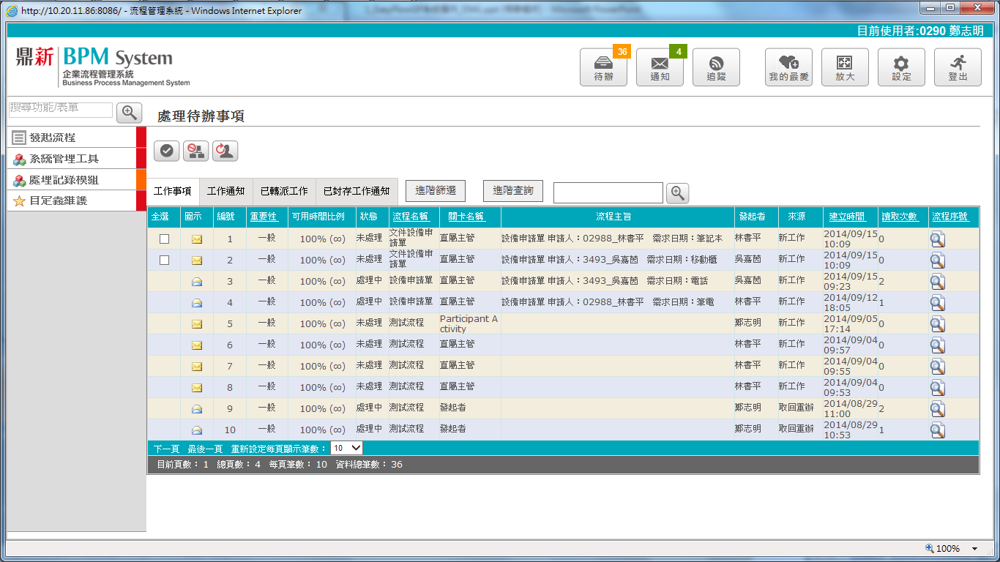 http://10.20.11.86:8086/ - 流程管理系統 - Windows Internet Explorer
目前使用者:0290 鄭志明
鼎新 BPM System
企業流程管理系統
Business Process Management System
36 4
待辦 通知 追蹤 我的最愛 放大 設定 登出
搜尋功能/表單
處理待辦事項
發起流程
系統管理工具
處理記錄模組
自定義維護
工作事項 工作通知 已轉派工作 已封存工作通知 進階篩選 進階查詢
全選 圖示 編號 重要性 可用時間比例 狀態 流程名稱 關卡名稱 流程主旨 發起者 來源 建立時間 讀取次數 流程序號
1 一般 100% (∞) 未處理 文件設備申請單 直屬主管 設備申請單 申請人：02988_林書平 需求日期：筆記本 林書平 新工作 2014/09/15 10:09 0
2 一般 100% (∞) 未處理 文件設備申請單 直屬主管 設備申請單 申請人：3493_吳嘉茵 需求日期：移動櫃 吳嘉茵 新工作 2014/09/15 10:09 0
3 一般 100% (∞) 處理中 設備申請單 直屬主管 設備申請單 申請人：3493_吳嘉茵 需求日期：電話 吳嘉茵 新工作 2014/09/15 09:23 2
4 一般 100% (∞) 處理中 設備申請單 直屬主管 設備申請單 申請人：02988_林書平 需求日期：筆電 林書平 新工作 2014/09/12 18:05 1
5 一般 100% (∞) 未處理 測試流程 Participant Activity 鄭志明 新工作 2014/09/05 17:14 0
6 一般 100% (∞) 未處理 測試流程 直屬主管 林書平 新工作 2014/09/04 09:57 0
7 一般 100% (∞) 未處理 測試流程 直屬主管 林書平 新工作 2014/09/04 09:55 0
8 一般 100% (∞) 未處理 測試流程 直屬主管 林書平 新工作 2014/09/04 09:53 0
9 一般 100% (∞) 處理中 測試流程 發起者 鄭志明 取回重辦 2014/08/29 11:00 2
10 一般 100% (∞) 處理中 測試流程 發起者 鄭志明 取回重辦 2014/08/29 10:53 1
下一頁 最後一頁 重新設定每頁顯示筆數： 10
目前頁數： 1 總頁數： 4 每頁筆數： 10 資料總筆數： 36
100%